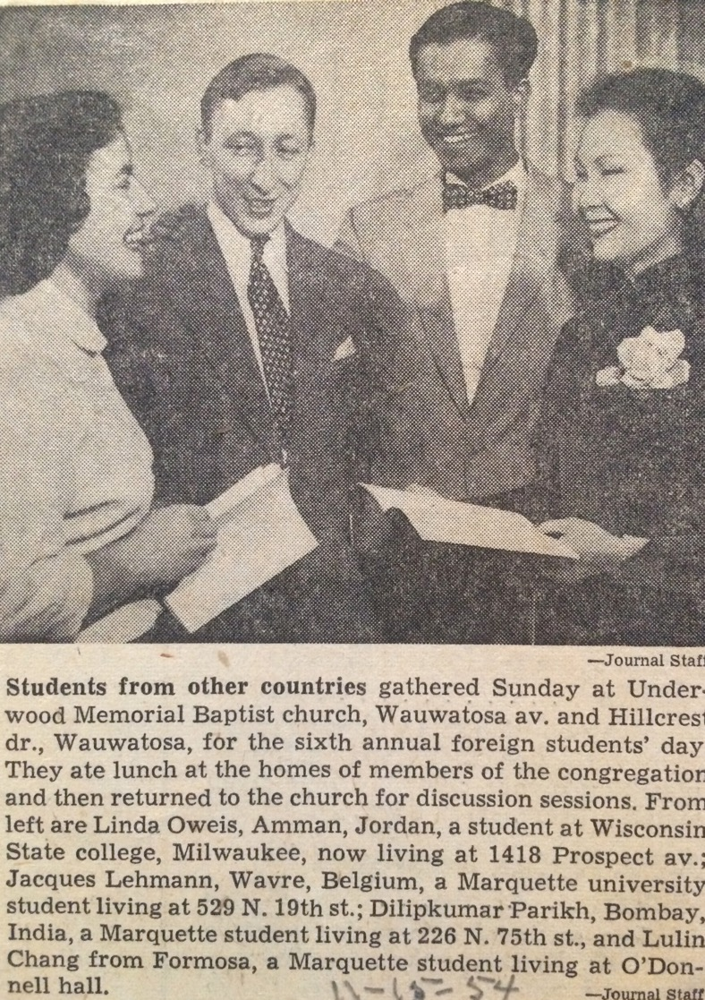 —Journal Staff
Students from other countries gathered Sunday at Under-
wood Memorial Baptist church, Wauwatosa av. and Hillcrest
dr., Wauwatosa, for the sixth annual foreign students' day
They ate lunch at the homes of members of the congregation
and then returned to the church for discussion sessions. From
left are Linda Oweis, Amman, Jordan, a student at Wisconsin
State college, Milwaukee, now living at 1418 Prospect av.;
Jacques Lehmann, Wavre, Belgium, a Marquette university
student living at 529 N. 19th st.; Dilipkumar Parikh, Bombay,
India, a Marquette student living at 226 N. 75th st., and Lulin
Chang from Formosa, a Marquette student living at O'Don-
nell hall.
11-15-54
—Journal Staff